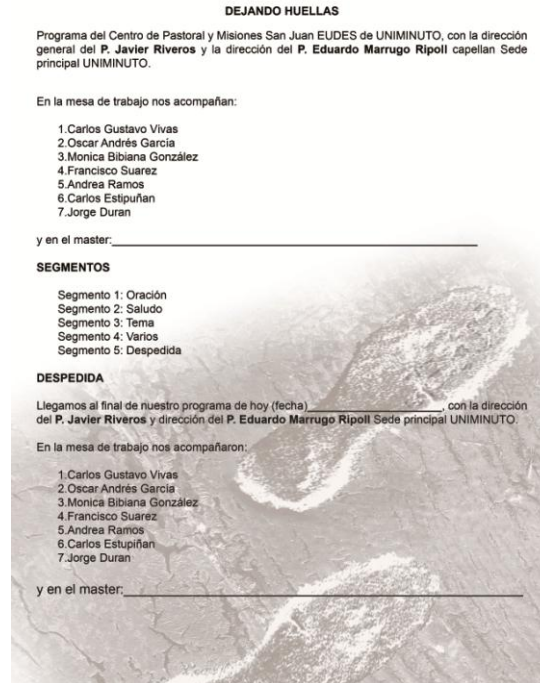 DEJANDO HUELLAS
Programa del Centro de Pastoral y Misiones San Juan EUDES de UNIMINUTO, con la dirección
general del P. Javier Riveros y la dirección del P. Eduardo Marrugo Ripoll capellan Sede
principal UNIMINUTO.
En la mesa de trabajo nos acompañan:
1.Carlos Gustavo Vivas
2.Oscar Andrés García
3.Monica Bibiana González
4.Francisco Suarez
5.Andrea Ramos
6.Carlos Estipuñan
7.Jorge Duran
y en el master:
SEGMENTOS
Segmento 1: Oración
Segmento 2: Saludo
Segmento 3: Tema
Segmento 4: Varios
Segmento 5: Despedida
DESPEDIDA
Llegamos al final de nuestro programa de hoy (fecha) , con la dirección
del P. Javier Riveros y dirección del P. Eduardo Marrugo Ripoll Sede principal UNIMINUTO.
En la mesa de trabajo nos acompañaron:
1.Carlos Gustavo Vivas
2.Oscar Andrés García
3.Monica Bibiana González
4.Francisco Suarez
5.Andrea Ramos
6.Carlos Estupiñan
7.Jorge Duran
y en el master: